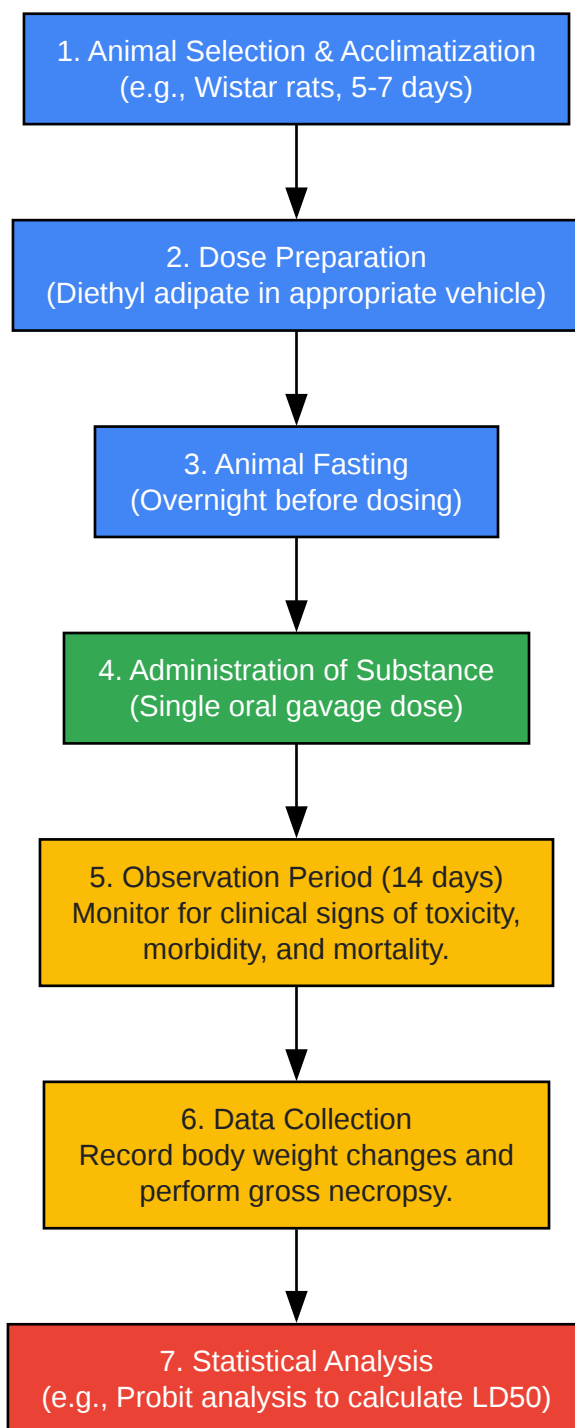 1. Animal Selection & Acclimatization
(e.g., Wistar rats, 5-7 days)
2. Dose Preparation
(Diethyl adipate in appropriate vehicle)
3. Animal Fasting
(Overnight before dosing)
4. Administration of Substance
(Single oral gavage dose)
5. Observation Period (14 days)
Monitor for clinical signs of toxicity,
morbidity, and mortality.
6. Data Collection
Record body weight changes and
perform gross necropsy.
7. Statistical Analysis
(e.g., Probit analysis to calculate LD50)